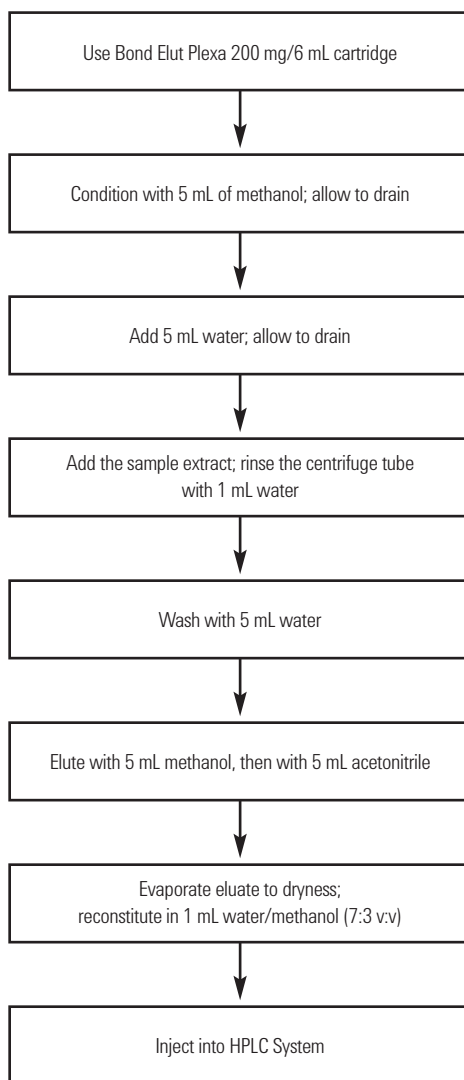 Use Bond Elut Plexa 200 mg/6 mL cartridge
Condition with 5 mL of methanol; allow to drain
Add 5 mL water; allow to drain
Add the sample extract; rinse the centrifuge tube
with 1 mL water
Wash with 5 mL water
Elute with 5 mL methanol, then with 5 mL acetonitrile
Evaporate eluate to dryness;
reconstitute in 1 mL water/methanol (7:3 v:v)
Inject into HPLC System